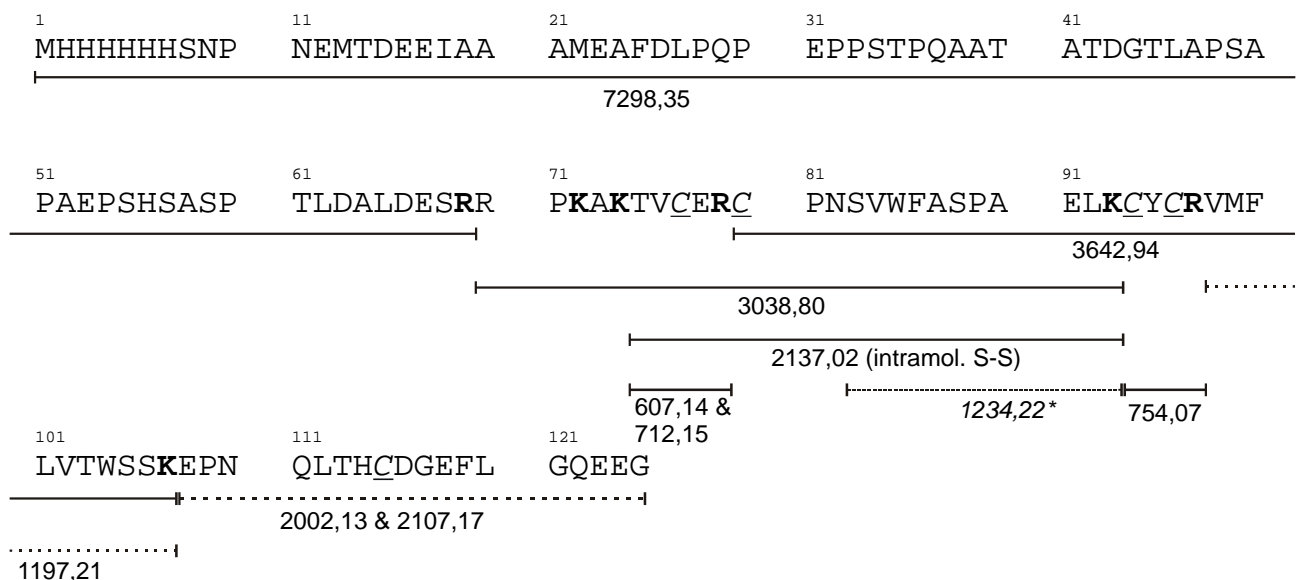 1 11 21 31 41
MHHHHHHSNP NEMTDEEIAA AMEAFDLPQP EPPSTPQAAT ATDGTLAPSA
7298,35
51 61 71 81 91
PAEPSHSASP TLDALDESRR PKAKTVCERC PNSVWFASPA ELKCYCRVMF
3642,94
3038,80
2137,02 (intramol. S-S)
607,14 & 1234,22* 754,07
712,15
101 111 121
LVTWSSKEPN QLTHCDGEFL GQEEG
2002,13 & 2107,17
1197,21